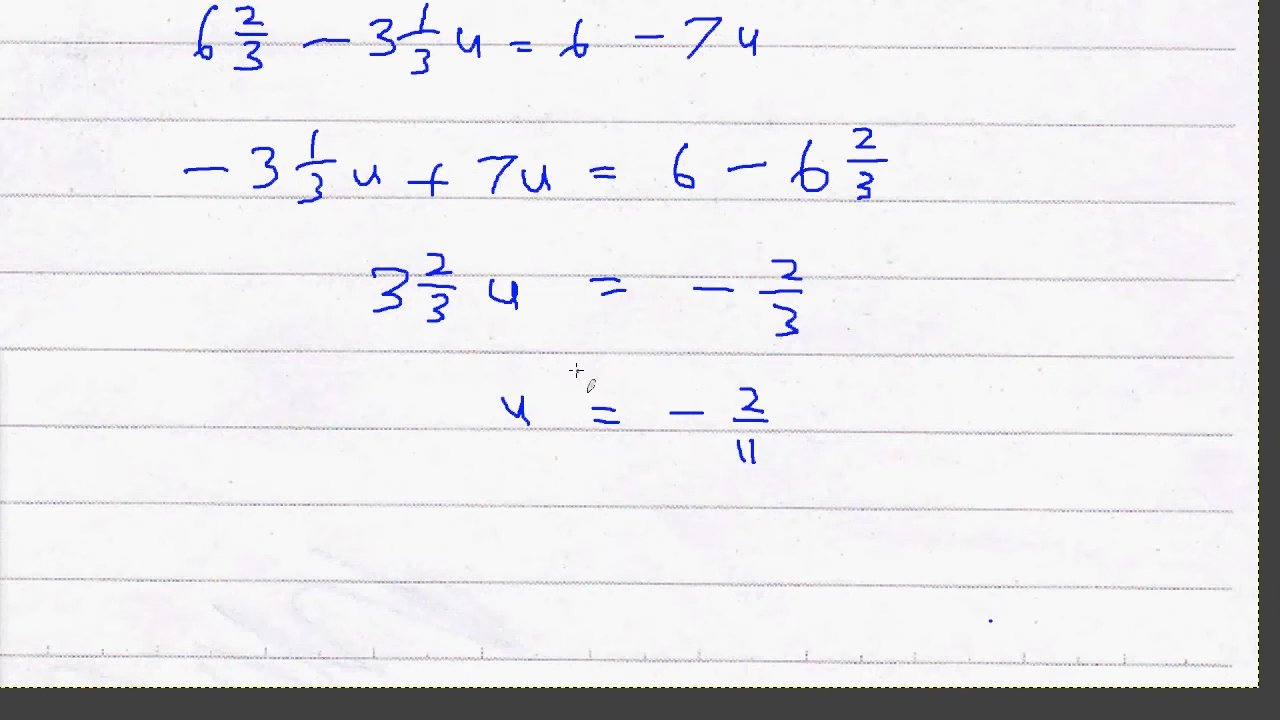 6 2/3 - 3 1/3 u = 6 - 7u
- 3 1/3 u + 7u = 6 - 6 2/3
3 2/3 u = - 2/3
u = - 2/11